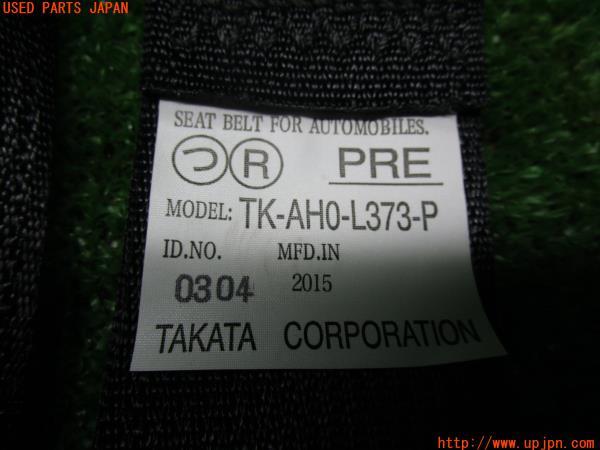 USED PARTS JAPAN
SEAT BELT FOR AUTOMOBILES.
つ R PRE
MODEL: TK-AH0-L373-P
ID.NO. MFD.IN
0304 2015
TAKATA CORPORATION
http://www.upjpn.com/